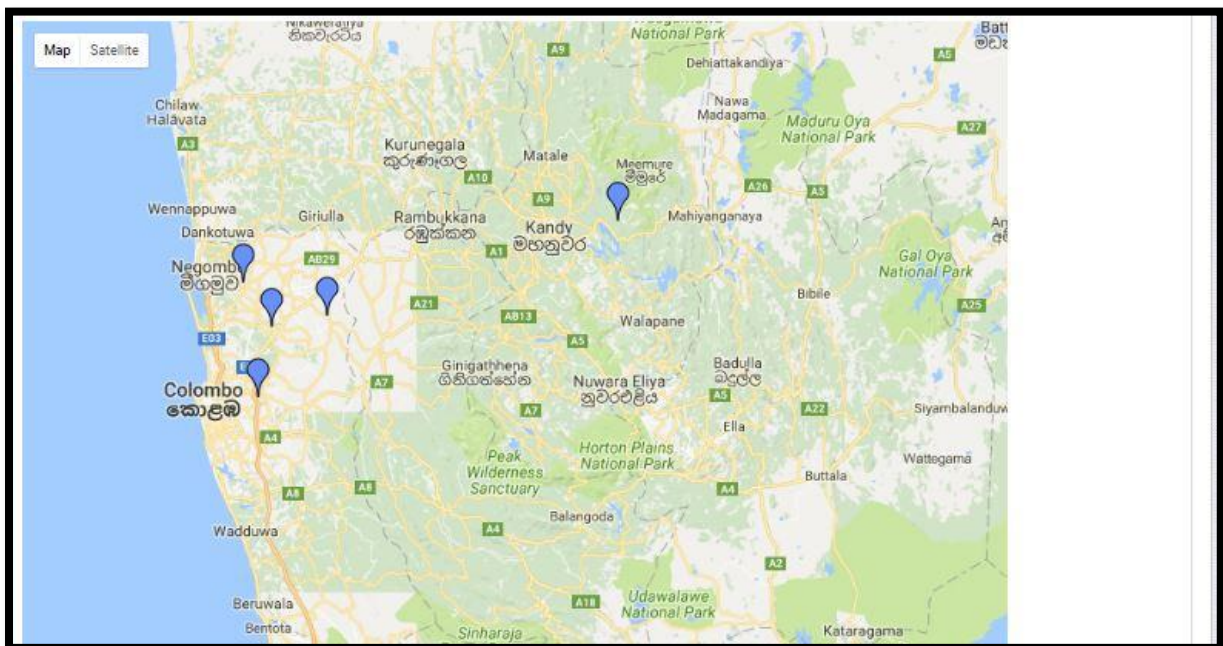 Map Satellite
නිකවැරටිය
National Park
A9
Dehiattakandiya
A5
Chilaw
Halavata
Nawa
Madagama
Maduru Oya
National Park
A27
A3
Kurunegala
කුරුණෑගල
Matale
Meemure
මීමුරේ
A10
A9
A26
A5
Wennappuwa
Dankotuwa
Giriulla
Rambukkana
රඹුක්කන
Kandy
මහනුවර
Mahiyanganaya
A1
AB29
Negomb
මීගමුව
Gal Oya
National Park
Bibile
A21
AB13
Walapane
A25
E03
A5
Colombo
කොළඹ
A7
Ginigathhena
ගිනිගත්හේන
Nuwara Eliya
නුවරඑළිය
Badulla
බදුල්ල
A5
A7
A22
Siyambalanduw
A4
Ella
Peak
Wilderness
Sanctuary
Horton Plains
National Park
Wattegama
Buttala
A8
A8
A4
Wadduwa
A4
Balangoda
A2
Beruwala
Bentota
A18
Udawalawe
National Park
Sinharaja
Kataragama